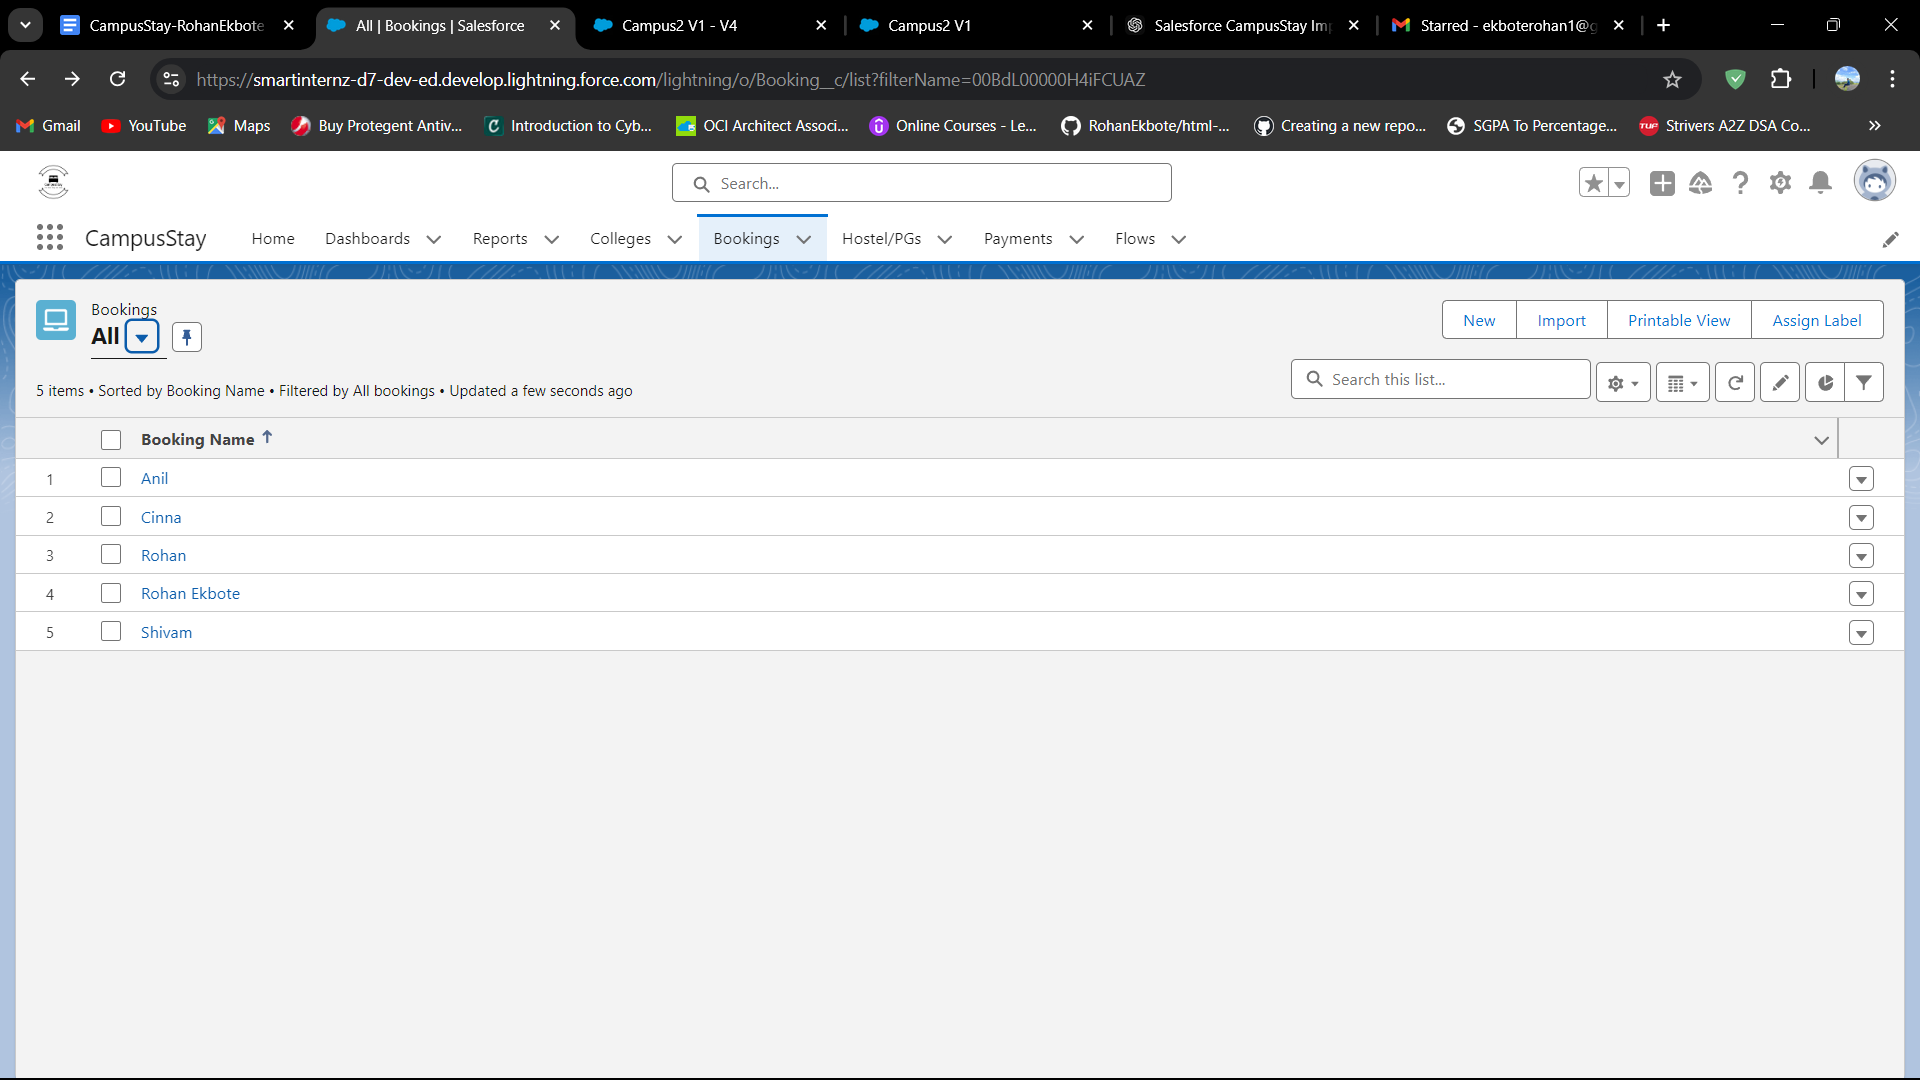 CampusStay-RohanEkbote
All | Bookings | Salesforce
Campus2 V1 - V4
Campus2 V1
Salesforce CampusStay Im
Starred - ekboterohan1@g
https://smartinternz-d7-dev-ed.develop.lightning.force.com/lightning/o/Booking__c/list?filterName=00BdL00000H4iFCUAZ
Gmail
YouTube
Maps
Buy Protegent Antiv...
Introduction to Cyb...
OCI Architect Associ...
Online Courses - Le...
RohanEkbote/html-...
Creating a new repo...
SGPA To Percentage...
TUF
Strivers A2Z DSA Co...
Search...
CampusStay
Home
Dashboards
Reports
Colleges
Bookings
Hostel/PGs
Payments
Flows
Bookings
All
New
Import
Printable View
Assign Label
5 items • Sorted by Booking Name • Filtered by All bookings • Updated a few seconds ago
Search this list...
Booking Name
1 Anil
2 Cinna
3 Rohan
4 Rohan Ekbote
5 Shivam